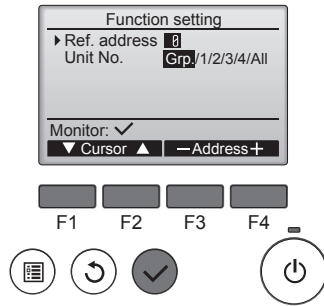 Function setting
Ref. address 0
Unit No. Grp./1/2/3/4/All
Monitor: ✓
▼ Cursor ▲ －Address＋
F1 F2 F3 F4